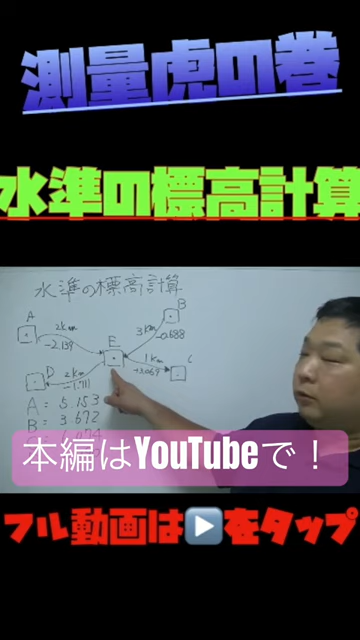 測量虎の巻
水準の標高計算
水準の標高計算
A
B
2km
3km
-2.139
-0.688
E
1km
C
D
2km
-1.711
A = 5.153
B = 3.672
本編はYouTubeで！
フル動画は▶️をタップ